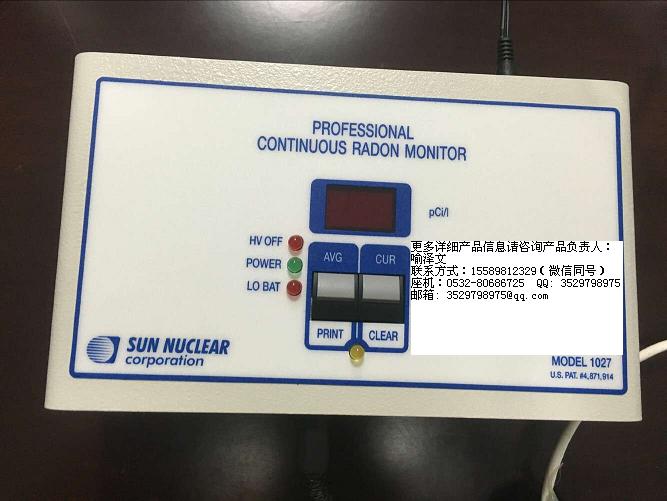 PROFESSIONAL
CONTINUOUS RADON MONITOR
pCi/l
HV OFF
POWER
LO BAT
AVG
CUR
PRINT
CLEAR
更多详细产品信息请咨询产品负责人:
喻泽文
联系方式:15589812329(微信同号)
座机:0532-80686725 QQ: 3529798975
邮箱: 3529798975@qq.com
SUN NUCLEAR
corporation
MODEL 1027
U.S. PAT. #4,871,914